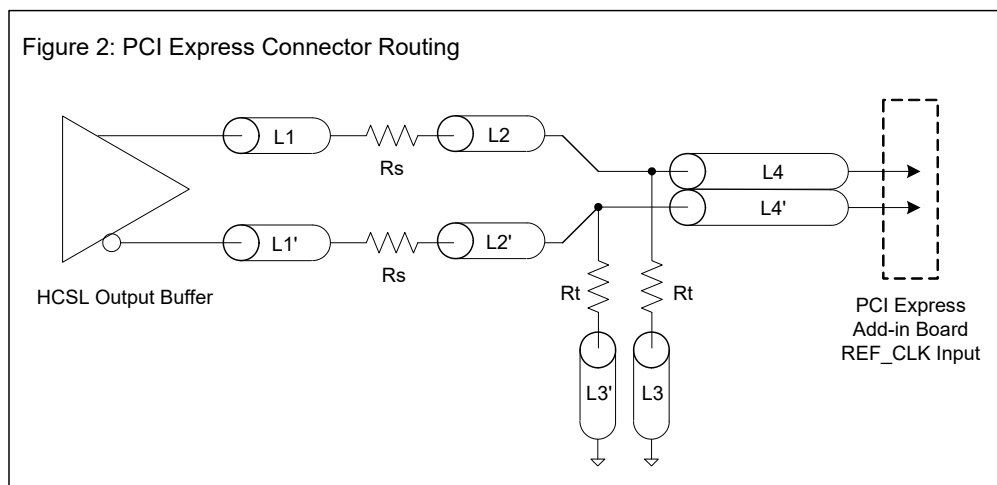 Figure 2: PCI Express Connector Routing
L1
Rs
L2
L4
L4'
L1'
Rs
L2'
HCSL Output Buffer
Rt
Rt
PCI Express
Add-in Board
REF_CLK Input
L3'
L3